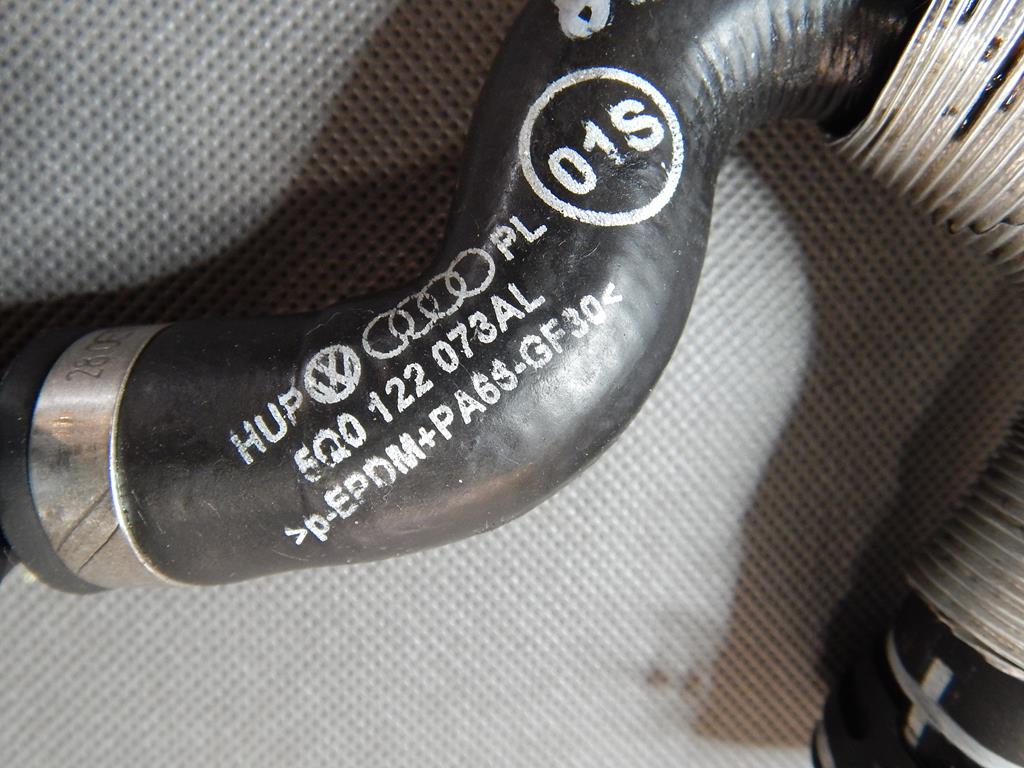 01S
HUP PL
5Q0 122 073AL
>p-EPDM+PA66-GF30<